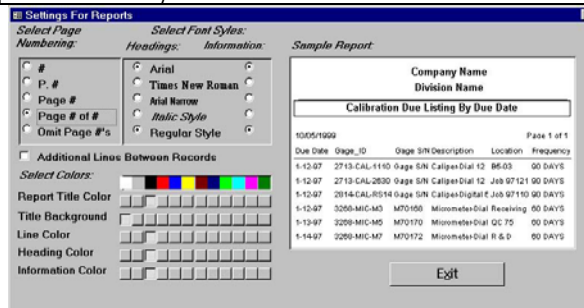 Settings For Reports
Select Page Numbering:
#
P. #
Page #
Page # of #
Omit Page #'s
Select Font Syles:
Headings: Information:
Arial
Times New Roman
Arial Narrow
Italic Style
Regular Style
Additional Lines Between Records
Select Colors:
Report Title Color
Title Background
Line Color
Heading Color
Information Color
Sample Report:
Company Name
Division Name
Calibration Due Listing By Due Date
10/05/1999 Page 1 of 1
Due Date Gage_ID Gage S/N Description Location Frequency
1-12-97 2713-CAL-1110 Gage S/N Caliper-Dial 12 B5-03 90 DAYS
1-12-97 2713-CAL-2630 Gage S/N Caliper-Dial 12 Job 97121 90 DAYS
1-12-97 2814-CAL-RS14 Gage S/N Caliper-Digital 6 Job 97110 90 DAYS
1-12-97 3268-MIC-M3 M70168 Micrometer-Dial Receiving 60 DAYS
1-13-97 3268-MIC-M5 M70170 Micrometer-Dial QC 75 60 DAYS
1-14-97 3268-MIC-M7 M70172 Micrometer-Dial R & D 60 DAYS
Exit